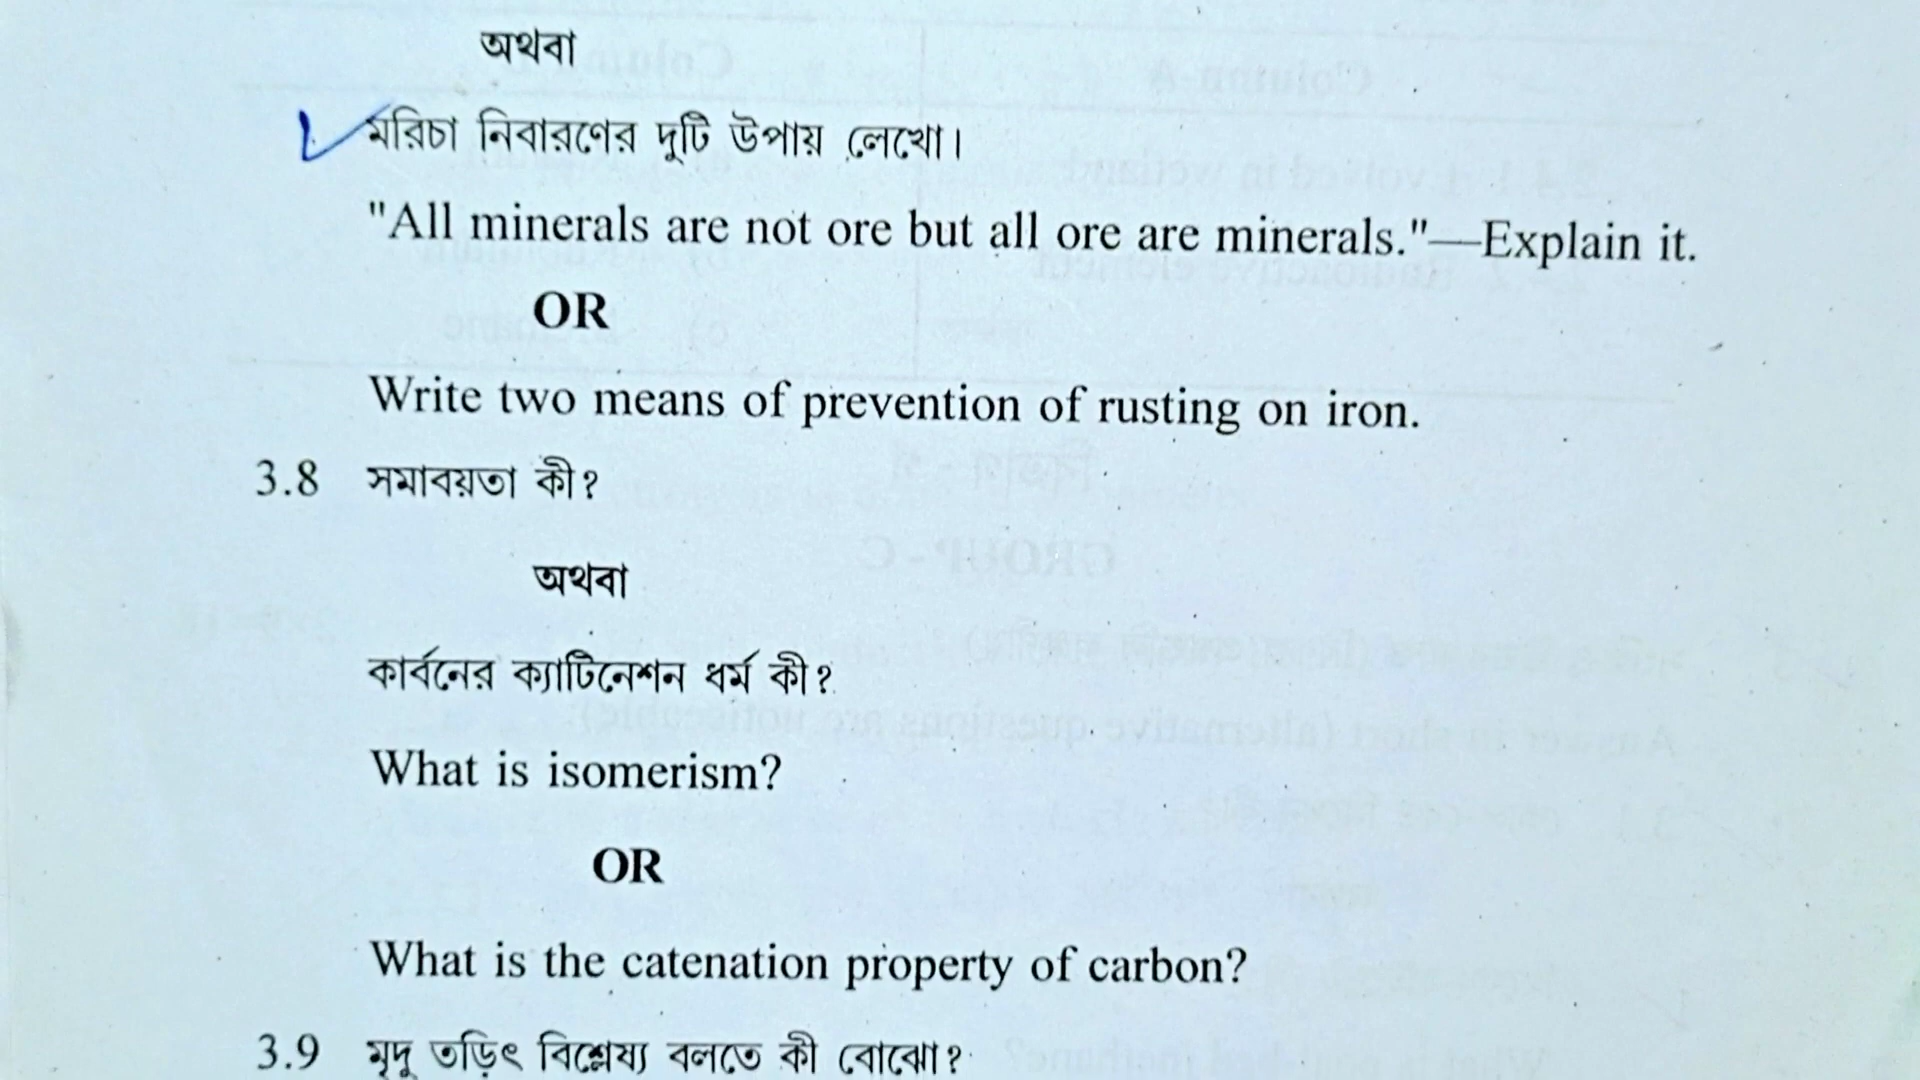 অথবা
মরিচা নিবারণের দুটি উপায় লেখো।
"All minerals are not ore but all ore are minerals."—Explain it.
OR
Write two means of prevention of rusting on iron.
3.8 সমাবয়তা কী?
অথবা
কার্বনের ক্যাটিনেশন ধর্ম কী?
What is isomerism?
OR
What is the catenation property of carbon?
3.9 মৃদু তড়িৎ বিশ্লেষ্য বলতে কী বোঝো?